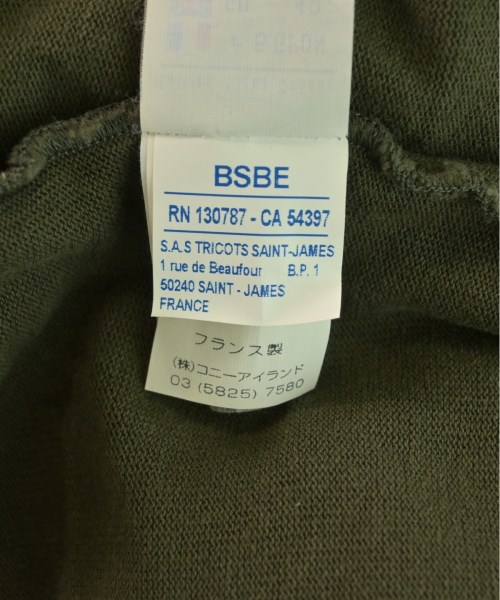 BSBE
RN 130787 - CA 54397
S.A.S TRICOTS SAINT-JAMES
1 rue de Beaufour B.P. 1
50240 SAINT - JAMES
FRANCE
フランス製
(株)コニーアイランド
03 (5825) 7580